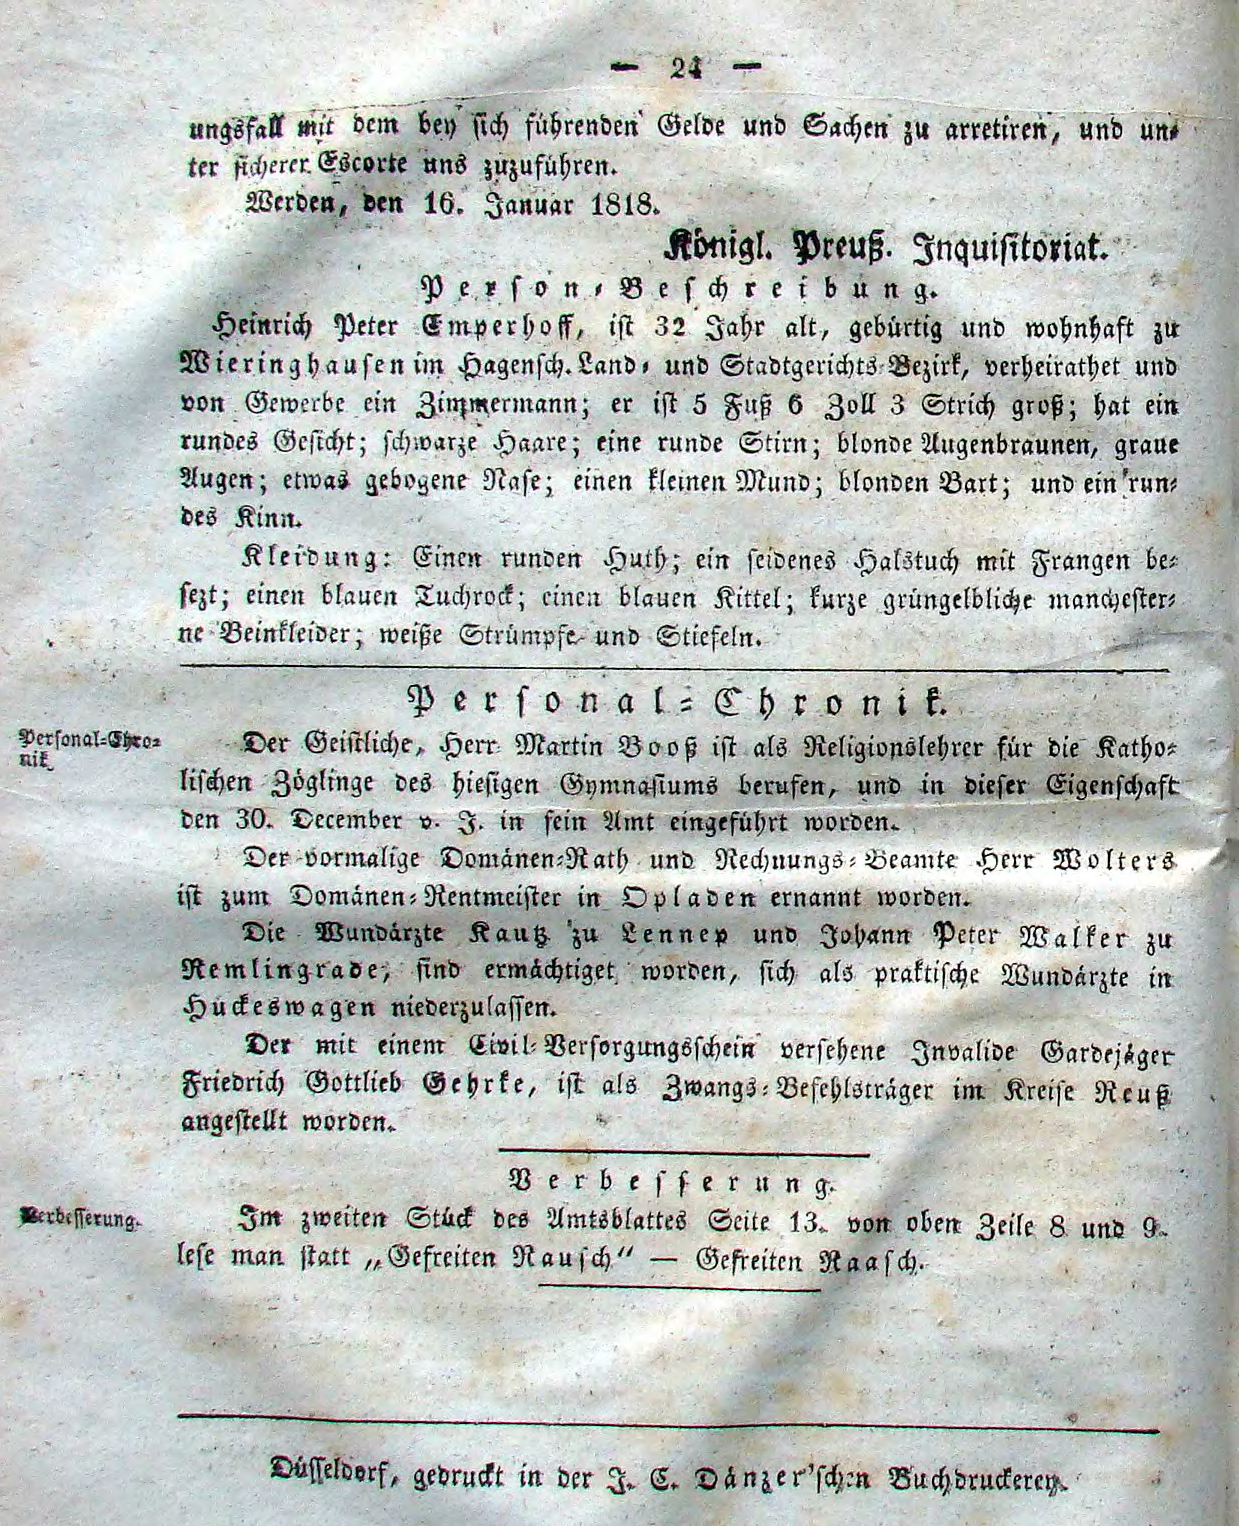 — 24 —
ungsfall mit dem bey sich führenden Gelde und Sachen zu arretiren, und un-
ter sicherer Escorte uns zuzuführen.
Werden, den 16. Januar 1818.
Königl. Preuß. Inquisitoriat.
Person-Beschreibung.
Heinrich Peter Emperhoff, ist 32 Jahr alt, gebürtig und wohnhaft zu
Wieringhausen im Hagensch. Land- und Stadtgerichts-Bezirk, verheirathet und
von Gewerbe ein Zimmermann; er ist 5 Fuß 6 Zoll 3 Strich groß; hat ein
rundes Gesicht; schwarze Haare; eine runde Stirn; blonde Augenbraunen, graue
Augen; etwas gebogene Nase; einen kleinen Mund; blonden Bart; und ein run-
des Kinn.
Kleidung: Einen runden Huth; ein seidenes Halstuch mit Frangen be-
sezt; einen blauen Tuchrock; einen blauen Kittel; kurze grüngelbliche manchester-
ne Beinkleider; weiße Strümpfe und Stiefeln.
Personal-Chronik.
Personal-Chro-
nik.
Der Geistliche, Herr Martin Booß ist als Religionslehrer für die Katho-
lischen Zöglinge des hiesigen Gymnasiums berufen, und in dieser Eigenschaft
den 30. December v. J. in sein Amt eingeführt worden.
Der vormalige Domänen-Rath und Rechnungs-Beamte Herr Wolters
ist zum Domänen-Rentmeister in Opladen ernannt worden.
Die Wundärzte Kautz zu Lennep und Johann Peter Walker zu
Remlingrade, sind ermächtiget worden, sich als praktische Wundärzte in
Hückeswagen niederzulassen.
Der mit einem Civil-Versorgungsschein versehene Invalide Gardejäger
Friedrich Gottlieb Gehrke, ist als Zwangs-Befehlsträger im Kreise Neuß
angestellt worden.
Verbesserung.
Verbesserung.
Im zweiten Stück des Amtsblattes Seite 13. von oben Zeile 8 und 9.
lese man statt „Gefreiten Rausch“ — Gefreiten Raasch.
Düsseldorf, gedruckt in der J. C. Dänzer'schen Buchdruckerey.